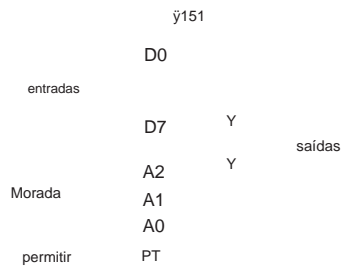 ÿ151
D0
entradas
D7 Y
saídas
A2 Y
Morada
A1
A0
permitir PT